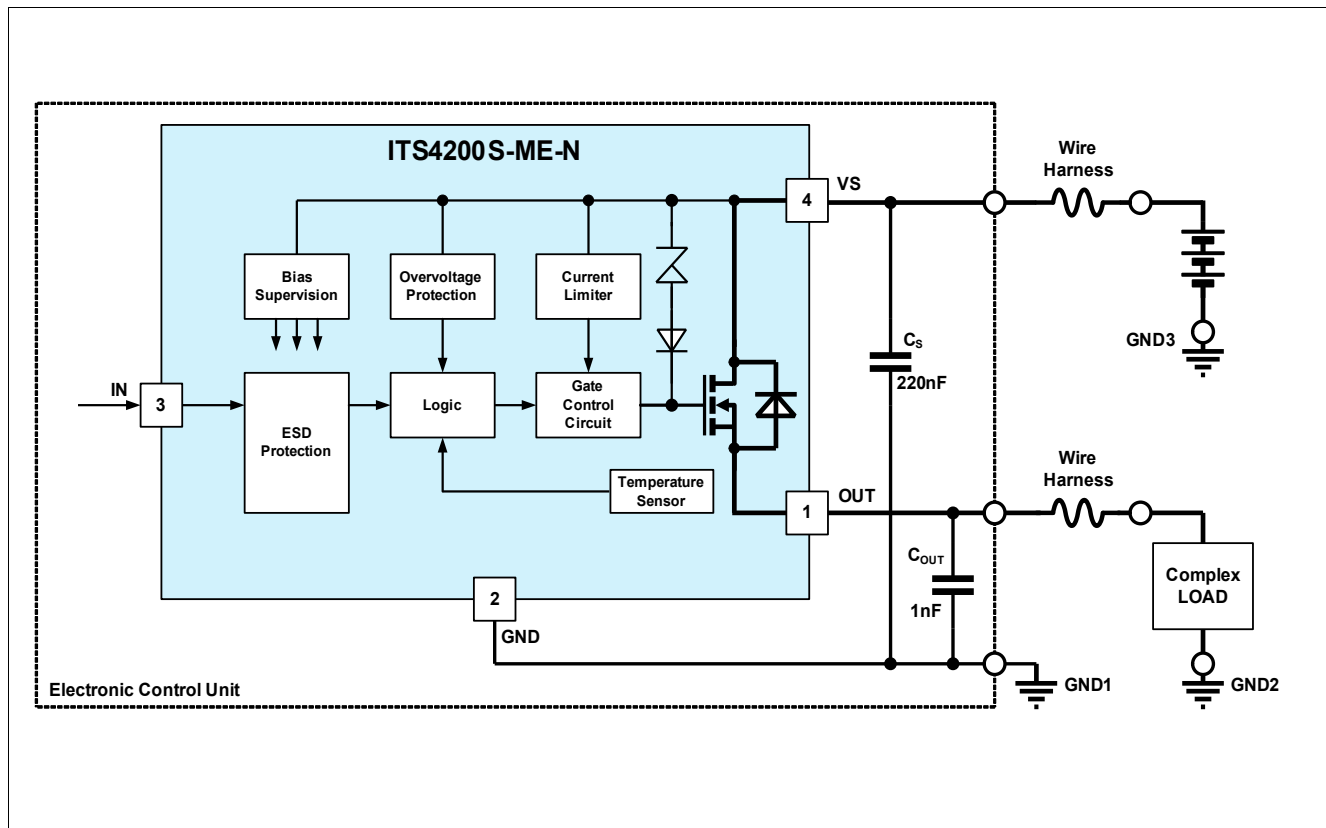 ITS4200S-ME-N
Wire
Harness
VS
4
Bias
Supervision
Overvoltage
Protection
Current
Limiter
GND3
CS
220nF
IN
3
ESD
Protection
Logic
Gate
Control
Circuit
Wire
Harness
Temperature
Sensor
OUT
1
COUT
1nF
Complex
LOAD
2
GND
Electronic Control Unit
GND1
GND2